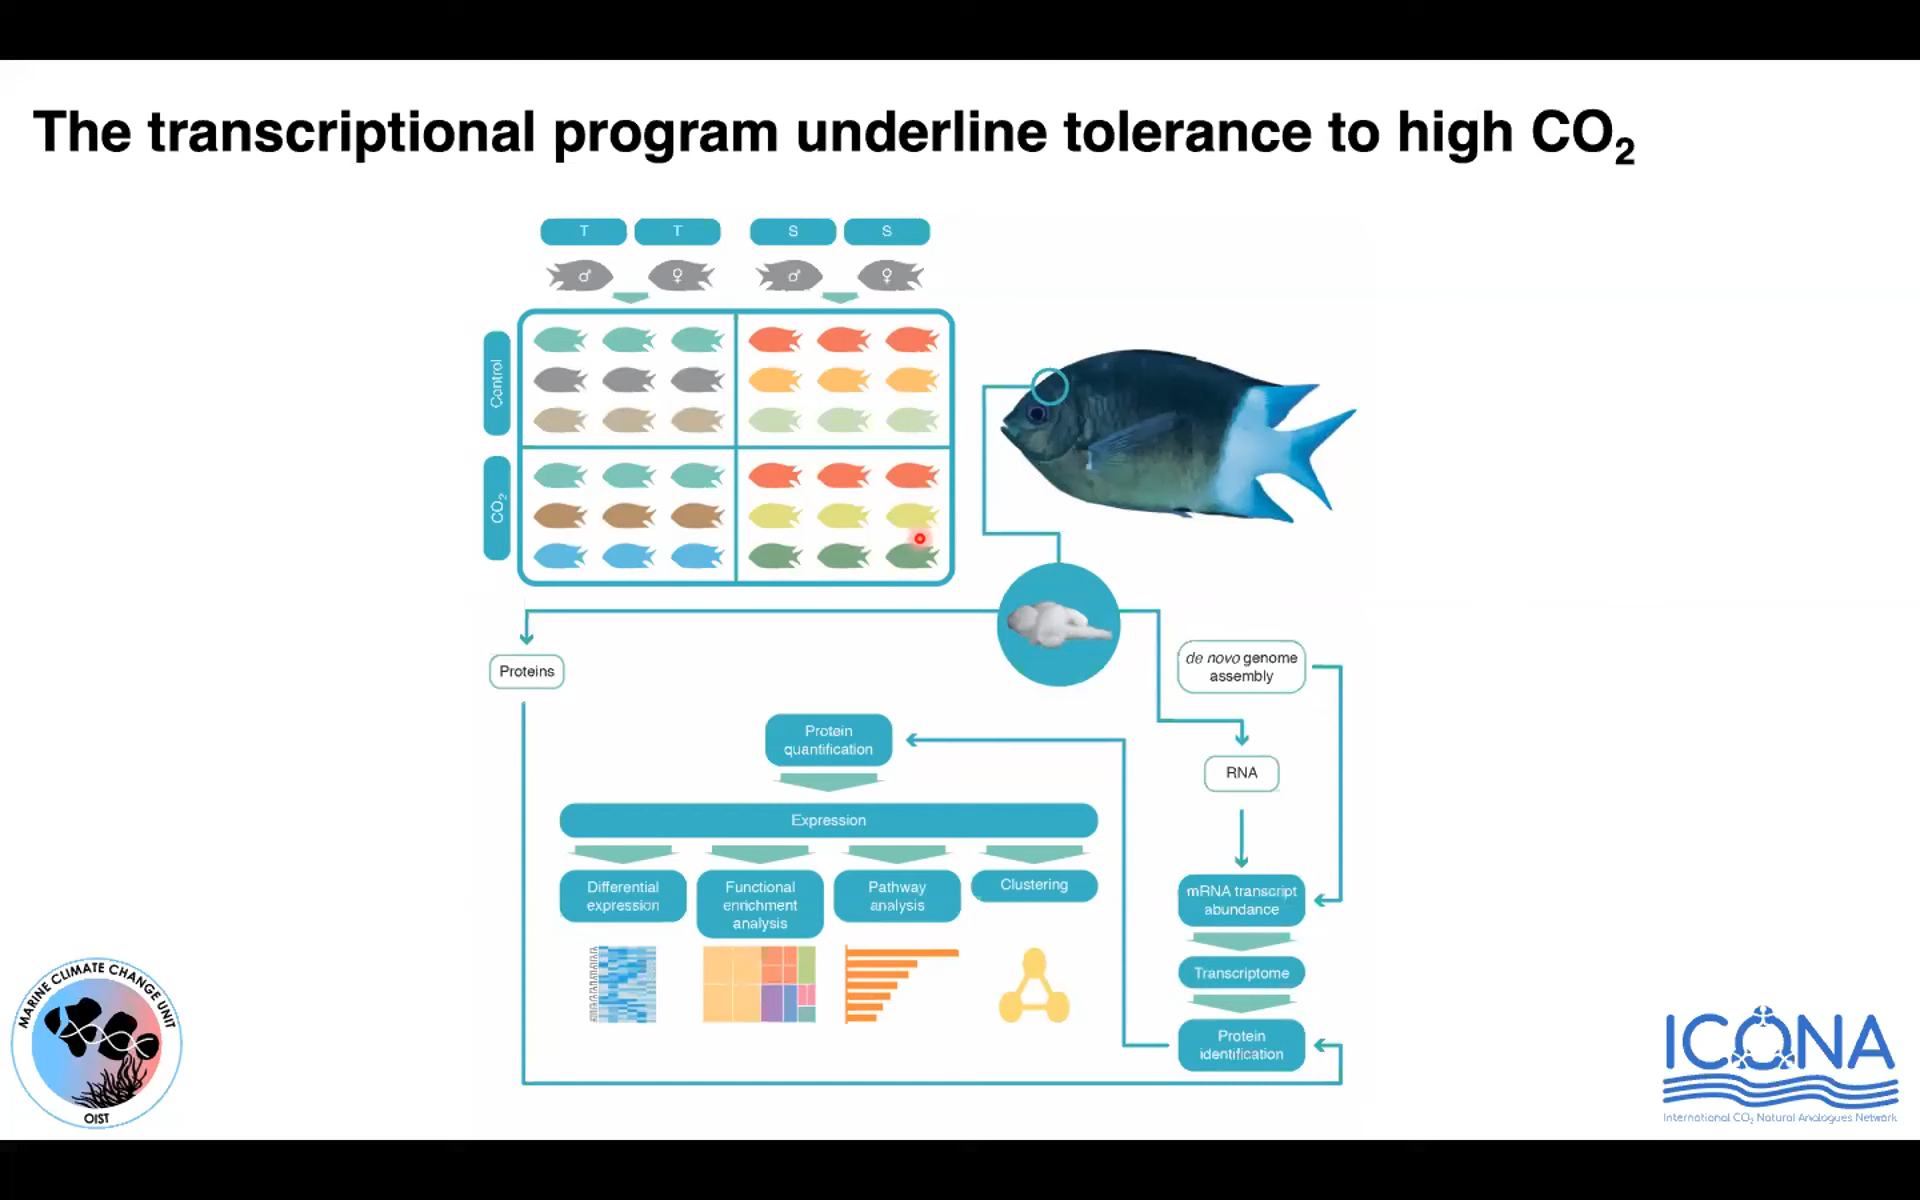 The transcriptional program underline tolerance to high CO₂
T T S S
♂ ♀ ♂ ♀
Control
CO₂
Proteins
de novo genome
assembly
RNA
Protein
quantification
Expression
Differential
expression
Functional
enrichment
analysis
Pathway
analysis
Clustering
mRNA transcript
abundance
Transcriptome
Protein
identification
MARINE CLIMATE CHANGE UNIT
OIST
ICONA
International CO₂ Natural Analogues Network